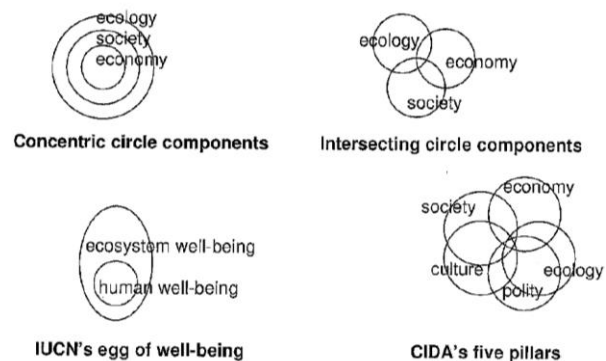 ecology
society
economy
Concentric circle components
ecology
economy
society
Intersecting circle components
ecosystem well-being
human well-being
IUCN's egg of well-being
economy
society
culture
ecology
polity
CIDA's five pillars